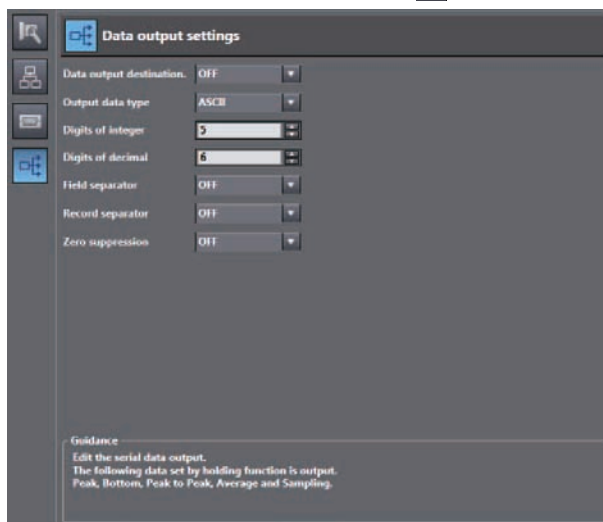 Data output settings
Data output destination. OFF
Output data type ASCII
Digits of integer 5
Digits of decimal 6
Field separator OFF
Record separator OFF
Zero suppression OFF
Guidance
Edit the serial data output.
The following data set by holding function is output.
Peak, Bottom, Peak to Peak, Average and Sampling.